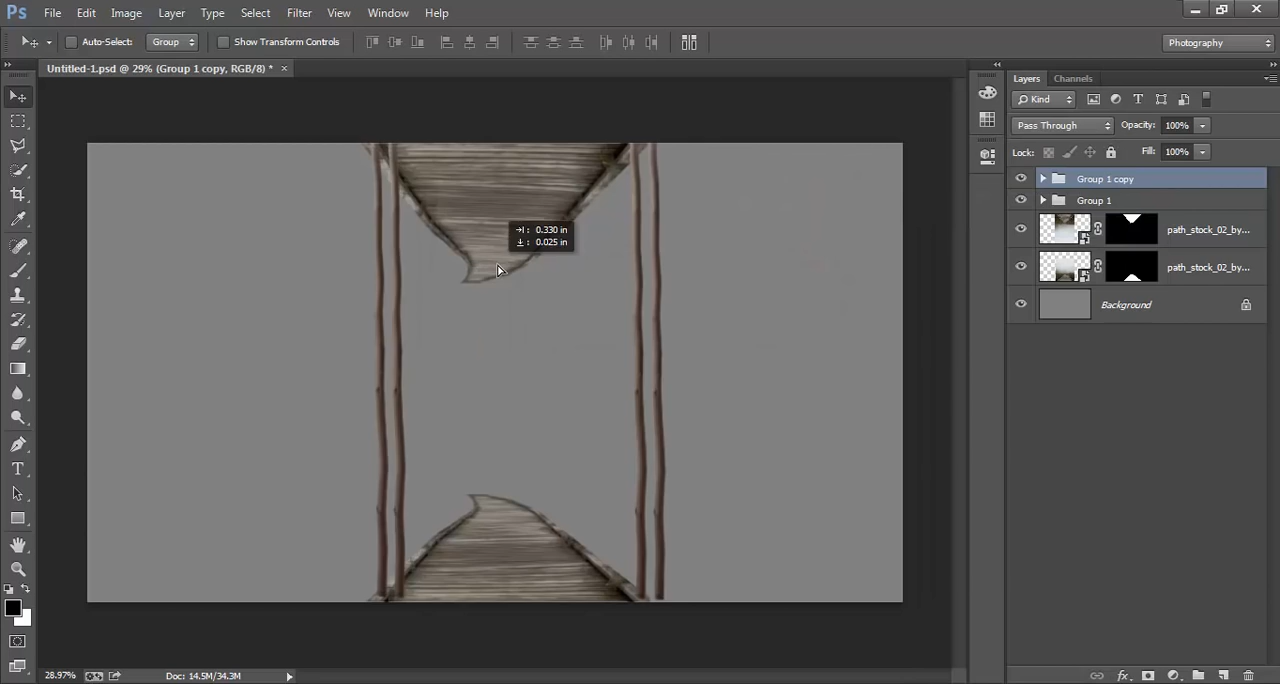 Ps File Edit Image Layer Type Select Filter View Window Help
Auto-Select: Group Show Transform Controls Photography
Untitled-1.psd @ 29% (Group 1 copy, RGB/8) * ×
Layers Channels
Kind
Pass Through Opacity: 100%
Lock: Fill: 100%
Group 1 copy
Group 1
path_stock_02_by...
path_stock_02_by...
Background
→: 0.330 in
↓: 0.025 in
28.97% Doc: 14.5M/34.3M